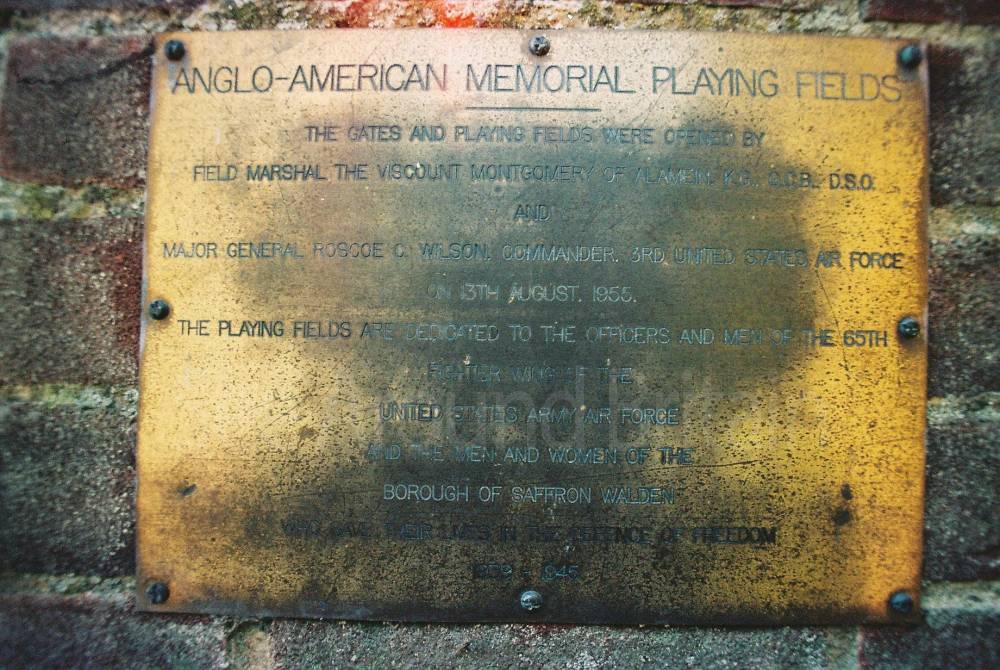 ANGLO-AMERICAN MEMORIAL PLAYING FIELDS
THE GATES AND PLAYING FIELDS WERE OPENED BY
FIELD MARSHAL THE VISCOUNT MONTGOMERY OF ALAMEIN. K.G., G.C.B., D.S.O.
AND
MAJOR GENERAL ROSCOE C. WILSON. COMMANDER. 3RD UNITED STATES AIR FORCE
ON 13TH AUGUST. 1955.
THE PLAYING FIELDS ARE DEDICATED TO THE OFFICERS AND MEN OF THE 65TH
FIGHTER WING OF THE
UNITED STATES ARMY AIR FORCE
AND THE MEN AND WOMEN OF THE
BOROUGH OF SAFFRON WALDEN
WHO GAVE THEIR LIVES IN THE DEFENCE OF FREEDOM
1939 - 1945